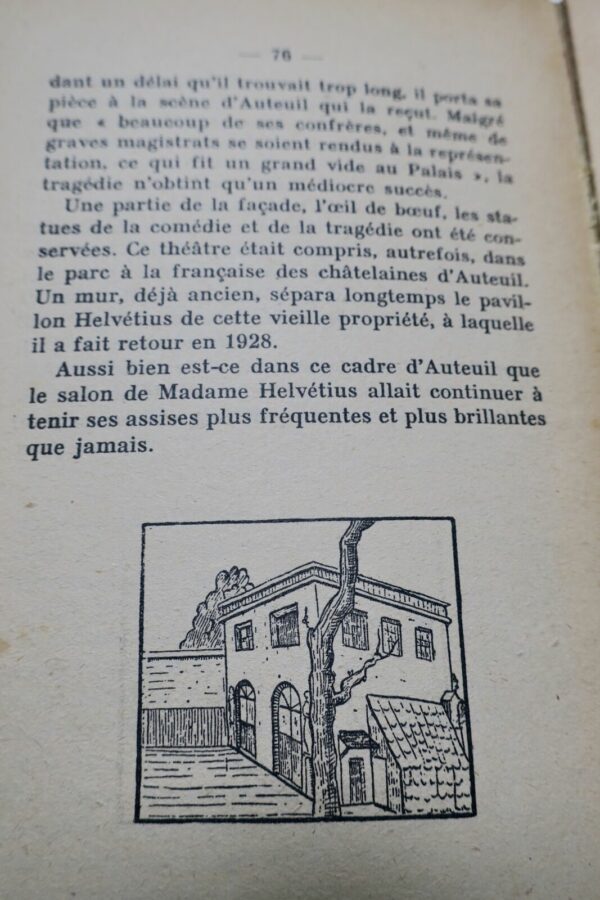 — 76 —
dant un délai qu'il trouvait trop long, il porta sa
pièce à la scène d'Auteuil qui la reçut. Malgré
que « beaucoup de ses confrères, et même de
graves magistrats se soient rendus à la représen-
tation, ce qui fit un grand vide au Palais », la
tragédie n'obtint qu'un médiocre succès.
Une partie de la façade, l'œil de bœuf, les sta-
tues de la comédie et de la tragédie ont été con-
servées. Ce théâtre était compris, autrefois, dans
le parc à la française des châtelaines d'Auteuil.
Un mur, déjà ancien, sépara longtemps le pavil-
lon Helvétius de cette vieille propriété, à laquelle
il a fait retour en 1928.
Aussi bien est-ce dans ce cadre d'Auteuil que
le salon de Madame Helvétius allait continuer à
tenir ses assises plus fréquentes et plus brillantes
que jamais.